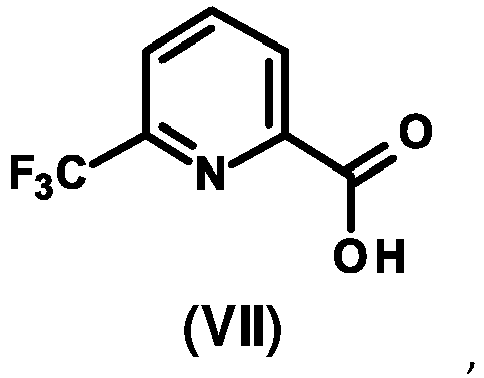 O
F₃C N
OH
(VII)
,